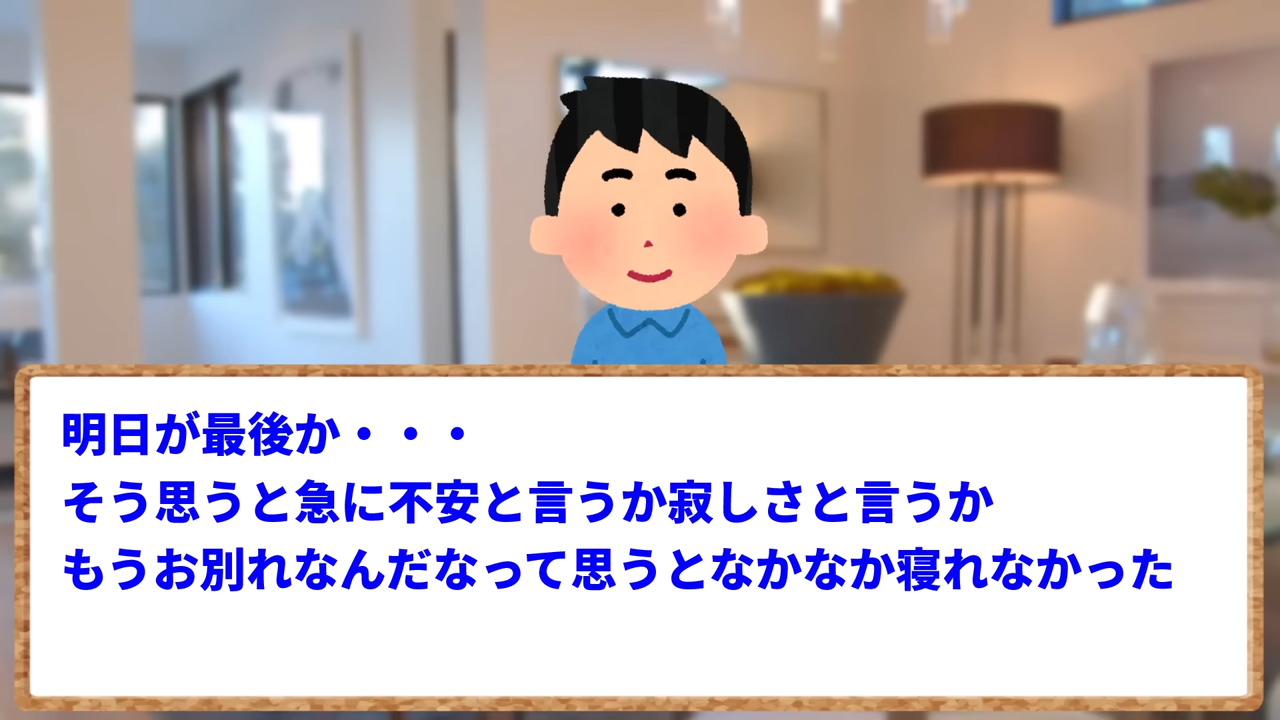 明日が最後か・・・
そう思うと急に不安と言うか寂しさと言うか
もうお別れなんだなって思うとなかなか寝れなかった